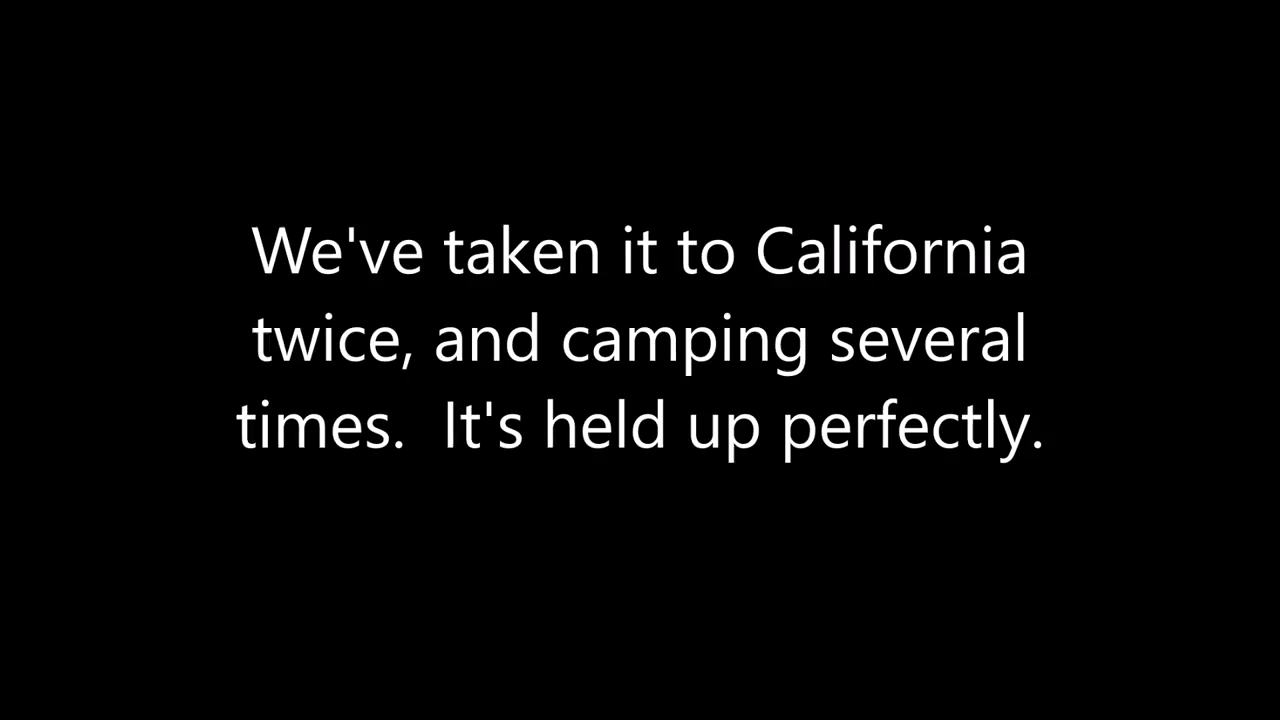 We've taken it to California
twice, and camping several
times.  It's held up perfectly.